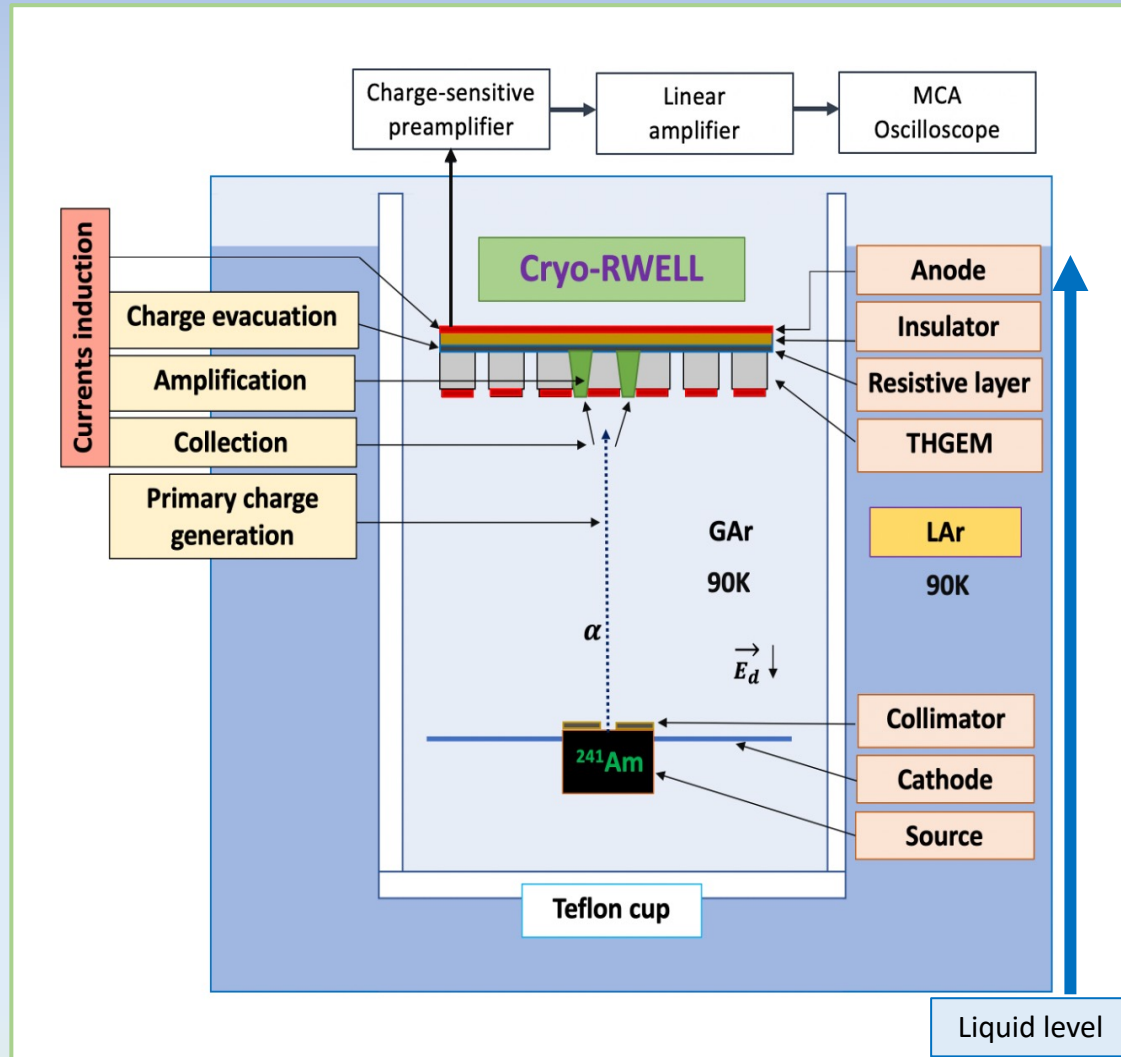 Charge-sensitive
preamplifier
Linear
amplifier
MCA
Oscilloscope
Currents induction
Charge evacuation
Amplification
Collection
Primary charge
generation
Cryo-RWELL
Anode
Insulator
Resistive layer
THGEM
GAr
90K
LAr
90K
α
E_d
Collimator
Cathode
Source
²⁴¹Am
Teflon cup
Liquid level